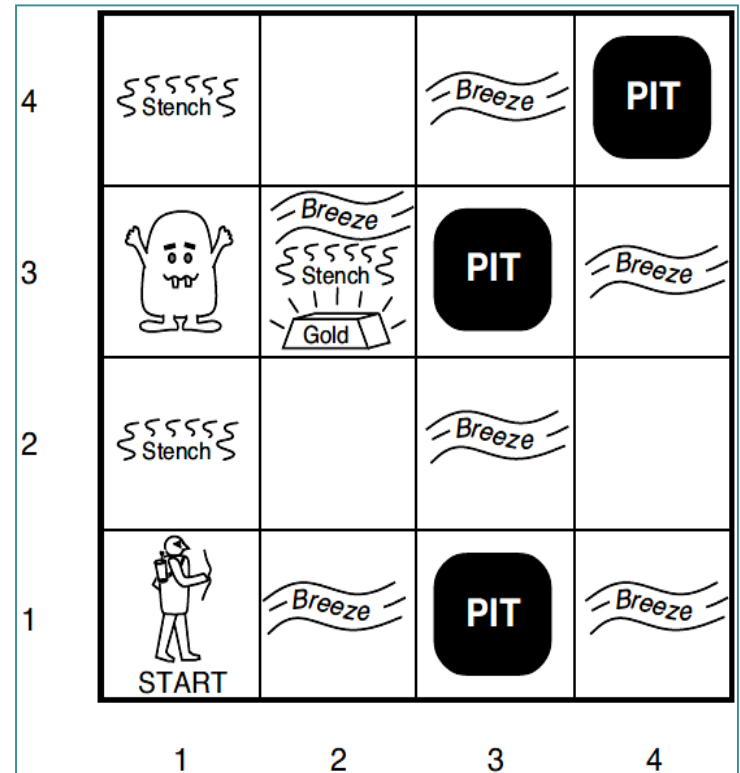 4
Stench
Breeze
PIT
3
Breeze
Stench
Gold
PIT
Breeze
2
Stench
Breeze
1
START
Breeze
PIT
Breeze
1 2 3 4